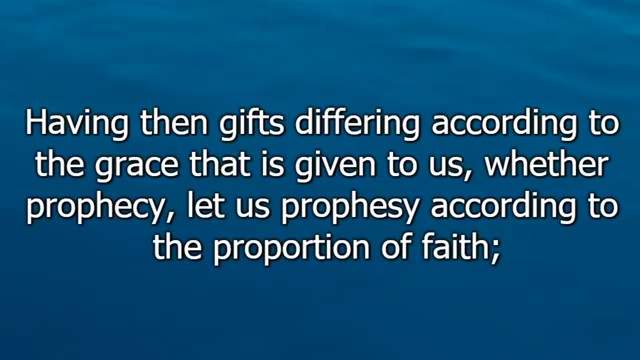 Having then gifts differing according to
the grace that is given to us, whether
prophecy, let us prophesy according to
the proportion of faith;